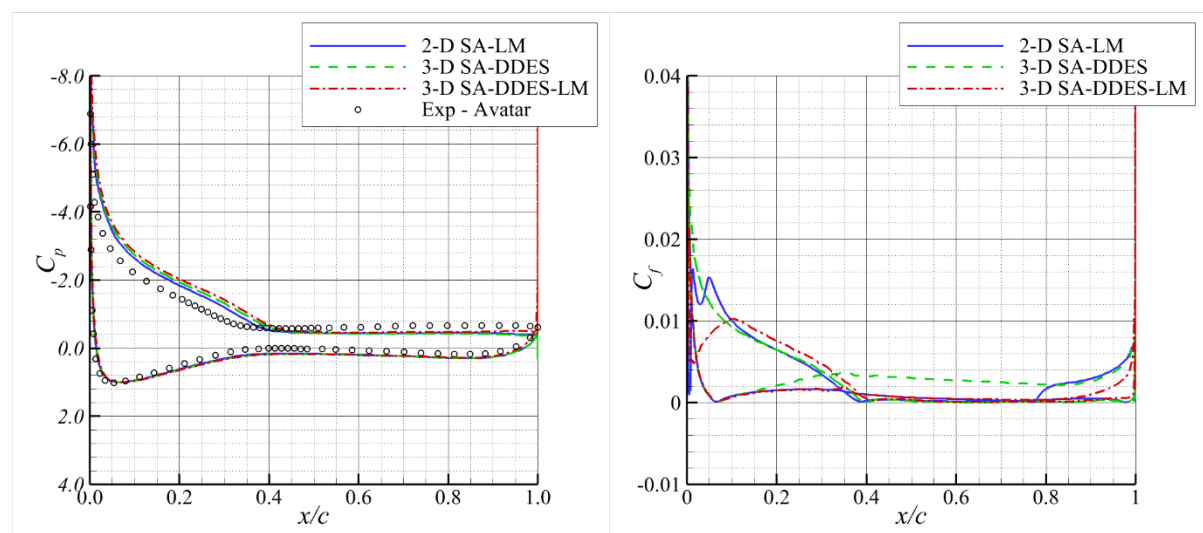 2-D SA-LM
3-D SA-DDES
3-D SA-DDES-LM
Exp - Avatar
-8.0
-6.0
-4.0
-2.0
0.0
2.0
4.0
Cp
0.0 0.2 0.4 0.6 0.8 1.0
x/c
2-D SA-LM
3-D SA-DDES
3-D SA-DDES-LM
0.04
0.03
0.02
0.01
0
-0.01
Cf
0 0.2 0.4 0.6 0.8 1
x/c